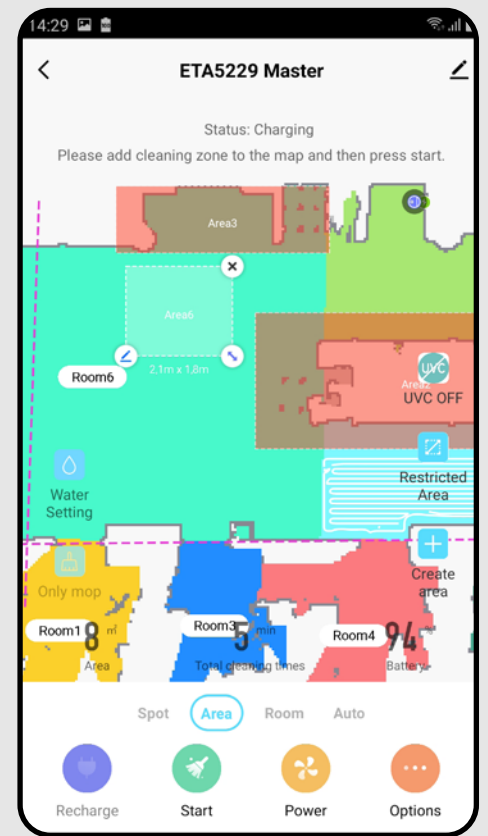 14:29
ETA5229 Master
Status: Charging
Please add cleaning zone to the map and then press start.
Area3
Area6
2,1m x 1,8m
Room6
Area2
UVC
UVC OFF
Restricted
Area
Water
Setting
Create
area
Only mop
Room1
8 ㎡
Area
Room3
5 min
Total cleaning times
Room4
94
Battery
Spot
Area
Room
Auto
Recharge
Start
Power
Options